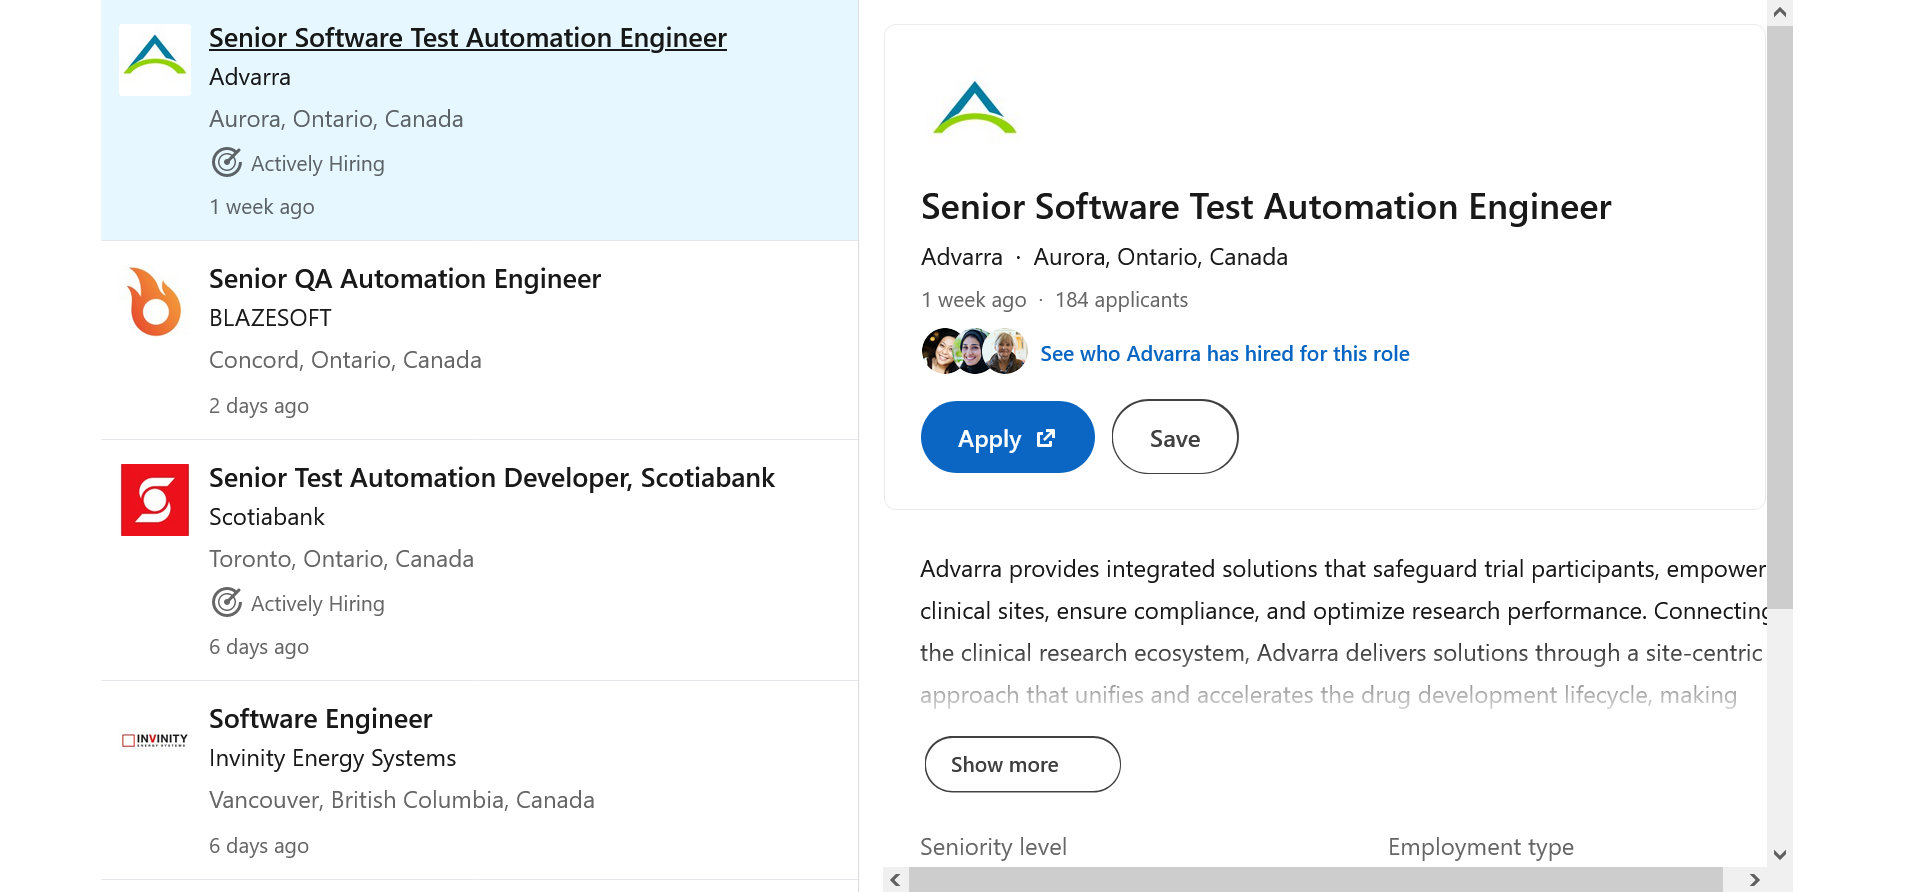 Senior Software Test Automation Engineer
Advarra
Aurora, Ontario, Canada
Actively Hiring
1 week ago
Senior QA Automation Engineer
BLAZESOFT
Concord, Ontario, Canada
2 days ago
Senior Test Automation Developer, Scotiabank
Scotiabank
Toronto, Ontario, Canada
Actively Hiring
6 days ago
INVINITY
ENERGY SYSTEMS
Software Engineer
Invinity Energy Systems
Vancouver, British Columbia, Canada
6 days ago
Senior Software Test Automation Engineer
Advarra · Aurora, Ontario, Canada
1 week ago · 184 applicants
See who Advarra has hired for this role
Apply
Save
Advarra provides integrated solutions that safeguard trial participants, empower
clinical sites, ensure compliance, and optimize research performance. Connecting
the clinical research ecosystem, Advarra delivers solutions through a site-centric
approach that unifies and accelerates the drug development lifecycle, making
Show more
Seniority level
Employment type